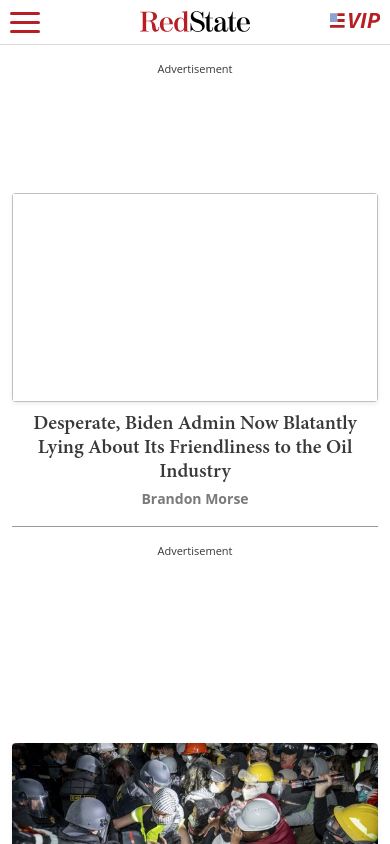 RedState
VIP
Advertisement
Desperate, Biden Admin Now Blatantly
Lying About Its Friendliness to the Oil
Industry
Brandon Morse
Advertisement